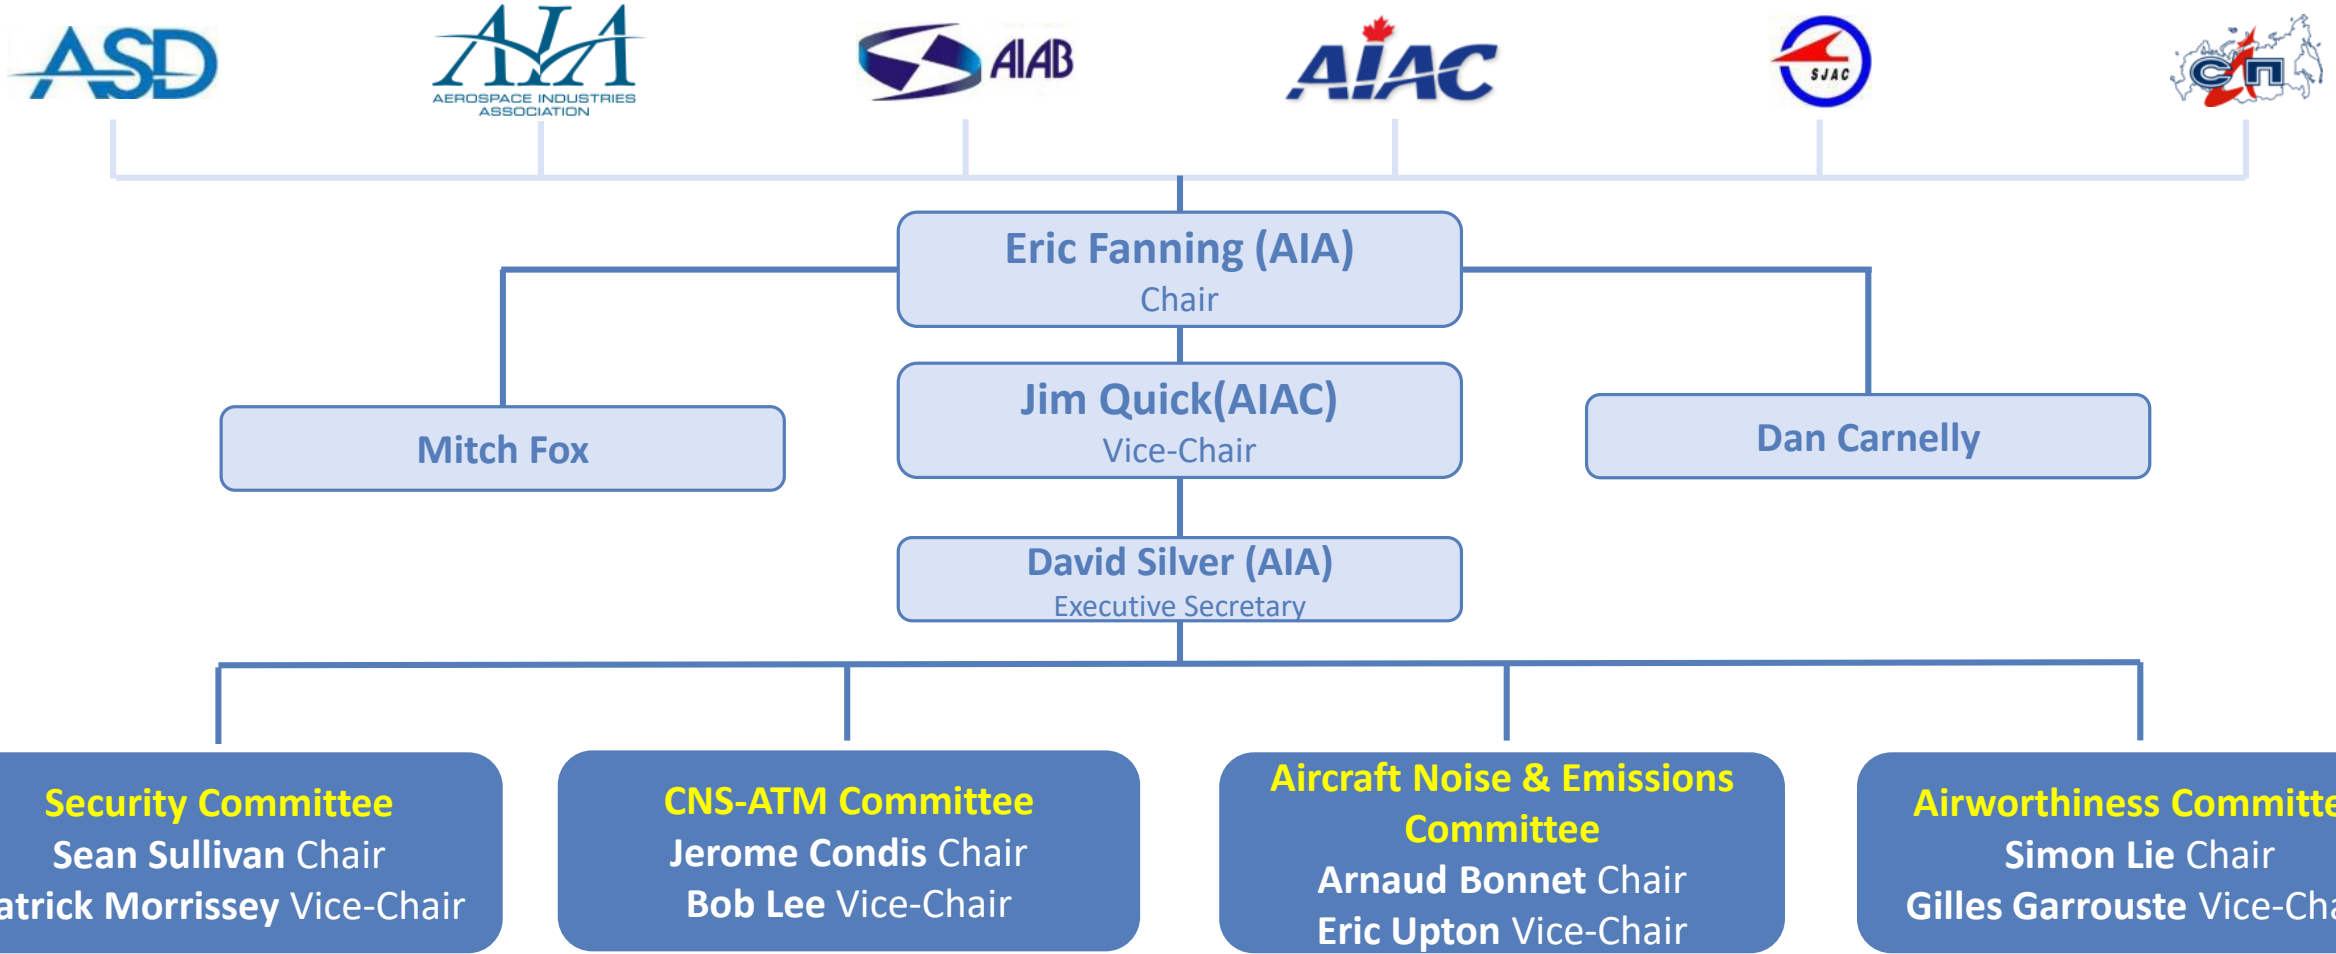 ASD
AIA
AEROSPACE INDUSTRIES
ASSOCIATION
AIAB
AIAC
SJAC
САП
Eric Fanning (AIA)
Chair
Jim Quick(AIAC)
Vice-Chair
Mitch Fox
Dan Carnelly
David Silver (AIA)
Executive Secretary
Security Committee
Sean Sullivan Chair
atrick Morrissey Vice-Chair
CNS-ATM Committee
Jerome Condis Chair
Bob Lee Vice-Chair
Aircraft Noise & Emissions
Committee
Arnaud Bonnet Chair
Eric Upton Vice-Chair
Airworthiness Committe
Simon Lie Chair
Gilles Garrouste Vice-Cha